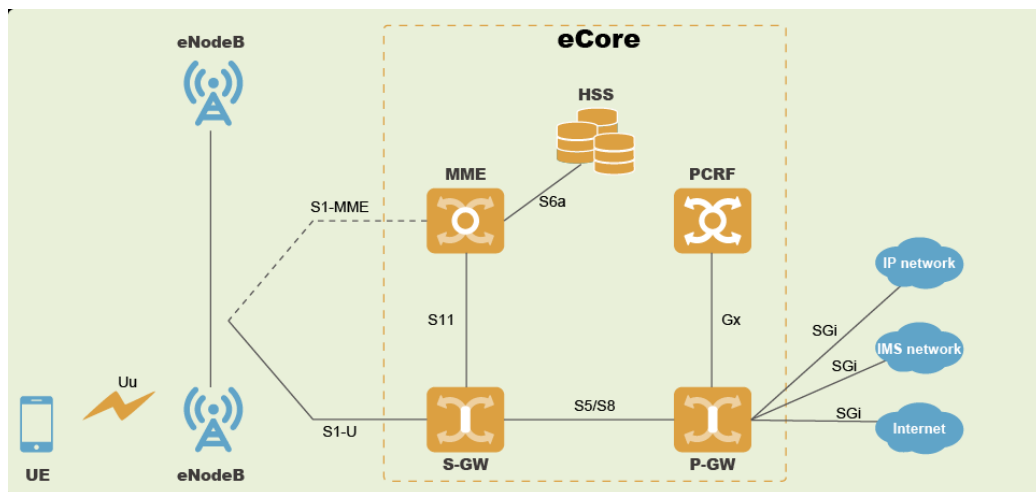 eCore
eNodeB
HSS
MME
PCRF
S6a
S1-MME
IP network
S11
Gx
SGi
IMS network
SGi
Uu
S5/S8
SGi
Internet
S1-U
UE
eNodeB
S-GW
P-GW